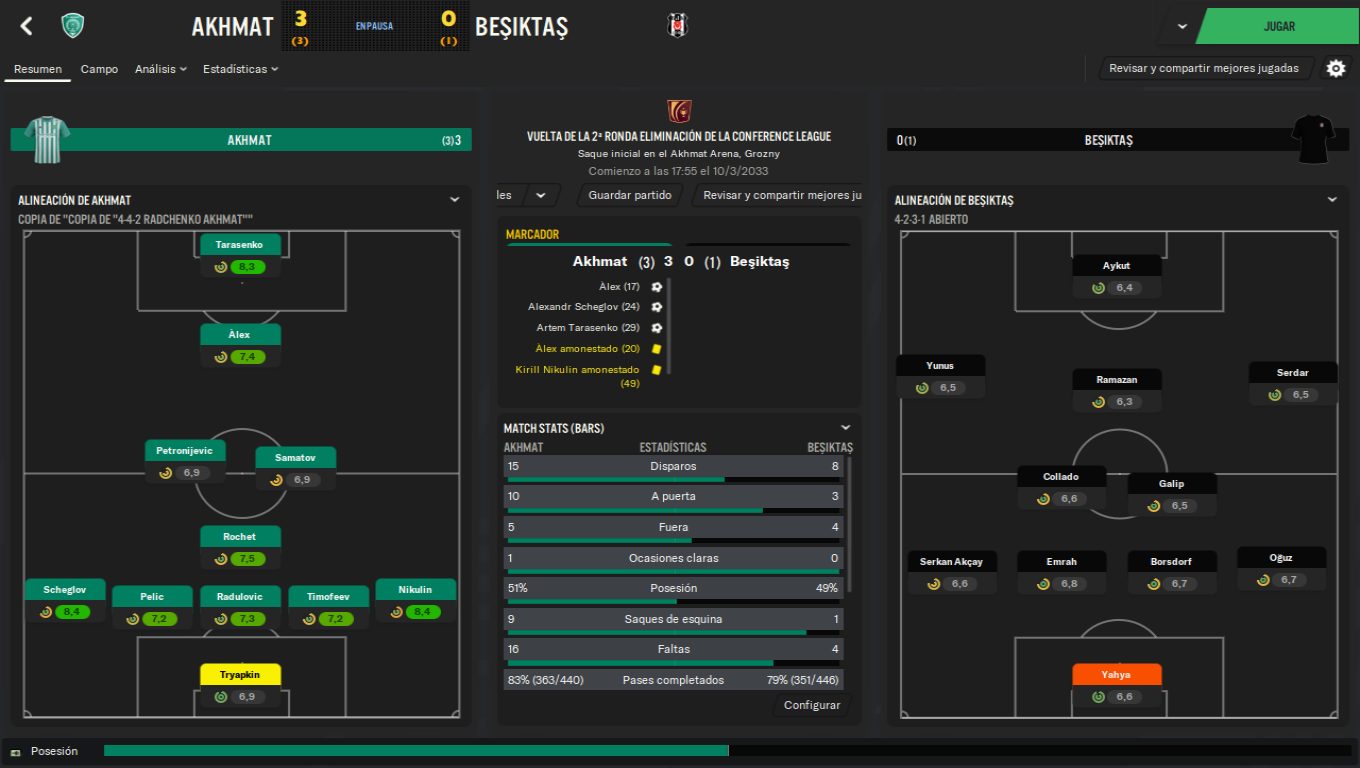 AKHMAT 3 (3) EN PAUSA 0 (1) BEŞIKTAŞ
JUGAR
Resumen Campo Análisis Estadísticas
Revisar y compartir mejores jugadas
AKHMAT (3)3
VUELTA DE LA 2ª RONDA ELIMINACIÓN DE LA CONFERENCE LEAGUE
Saque inicial en el Akhmat Arena, Grozny
Comienzo a las 17:55 el 10/3/2033
les Guardar partido Revisar y compartir mejores ju
0(1) BEŞIKTAŞ
ALINEACIÓN DE AKHMAT
COPIA DE "COPIA DE "4-4-2 RADCHENKO AKHMAT""
Tarasenko
8,3
Àlex
7,4
Petronijevic
6,9
Samatov
6,9
Rochet
7,5
Scheglov
8,4
Pelic
7,2
Radulovic
7,3
Timofeev
7,2
Nikulin
8,4
Tryapkin
6,9
MARCADOR
Akhmat (3) 3 0 (1) Beşiktaş
Àlex (17)
Alexandr Scheglov (24)
Artem Tarasenko (29)
Àlex amonestado (20)
Kirill Nikulin amonestado
(49)
MATCH STATS (BARS)
AKHMAT ESTADÍSTICAS BEŞIKTAŞ
15 Disparos 8
10 A puerta 3
5 Fuera 4
1 Ocasiones claras 0
51% Posesión 49%
9 Saques de esquina 1
16 Faltas 4
83% (363/440) Pases completados 79% (351/446)
Configurar
ALINEACIÓN DE BEŞIKTAŞ
4-2-3-1 ABIERTO
Aykut
6,4
Yunus
6,5
Ramazan
6,3
Serdar
6,5
Collado
6,6
Galip
6,5
Serkan Akçay
6,6
Emrah
6,8
Borsdorf
6,7
Oğuz
6,7
Yahya
6,6
Posesión